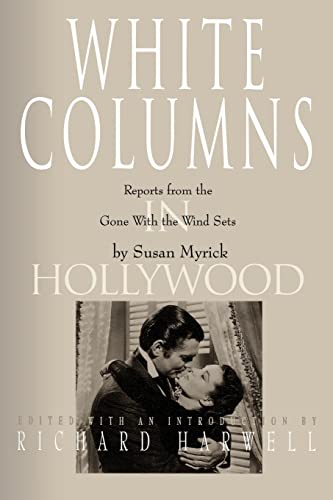 WHITE
COLUMNS
Reports from the
IN
Gone With the Wind Sets
by Susan Myrick
HOLLYWOOD
EDITED WITH AN INTRODUCTION BY
RICHARD HARWELL